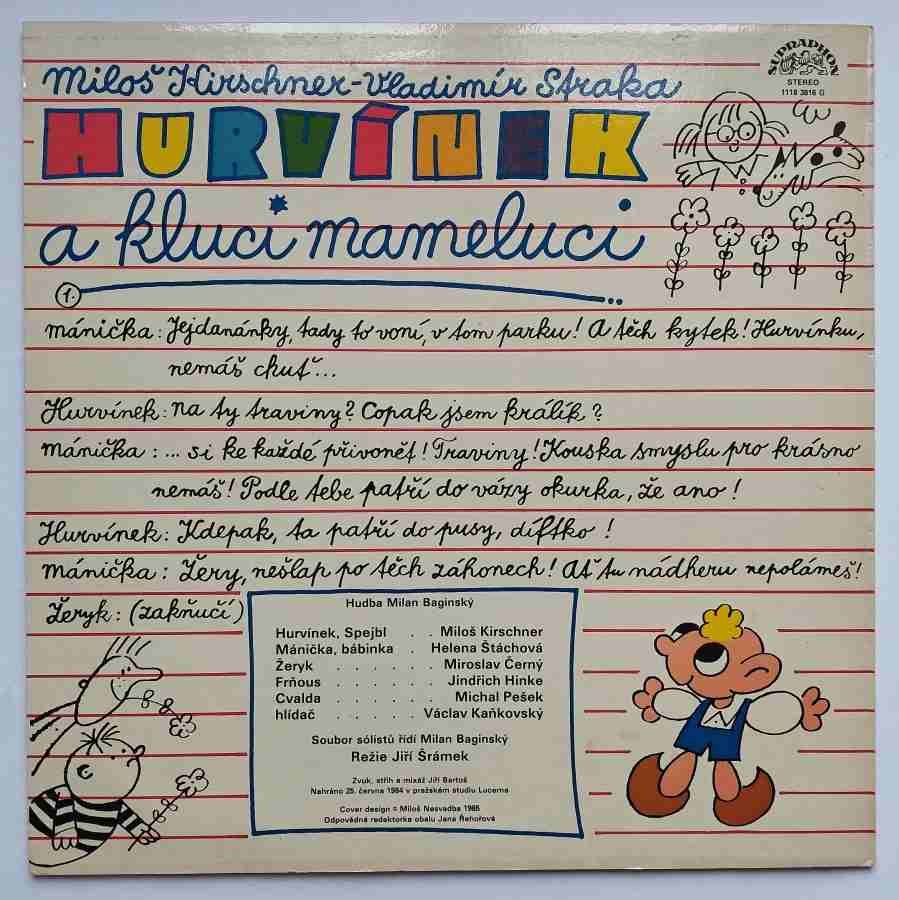 Miloš Kirschner-Vladimír Straka
SUPRAPHON
STEREO
1118 3816 G
HURVÍNEK
a kluci mameluci
1.
mánička: Jejdanánky, tady to voní, v tom parku! A těch kytek! Hurvínku,
nemáš chuť...
Hurvínek: na ty traviny? Copak jsem králík?
mánička: ... si ke každé přivonět! Traviny! Kouska smyslu pro krásno
nemáš! Podle tebe patří do vázy okurka, že ano!
Hurvínek: Kdepak, ta patří do pusy, díftko!
mánička: Žery, nešlap po těch záhonech! Ať tu nádheru nepolámeš!
Žeryk: (zakňučí)
Hudba Milan Baginský
Hurvínek, Spejbl . . Miloš Kirschner
Mánička, bábinka . Helena Štáchová
Žeryk . . . . . . Miroslav Černý
Frňous . . . . . . Jindřich Hinke
Cvalda . . . . . . Michal Pešek
hlídač . . . . . Václav Kaňkovský
Soubor sólistů řídí Milan Baginský
Režie Jiří Šrámek
Zvuk, střih a mixáž Jiří Bartoš
Nahráno 25. června 1984 v pražském studiu Lucerna
Cover design © Miloš Nesvadba 1985
Odpovědná redaktorka obalu Jana Řehořová